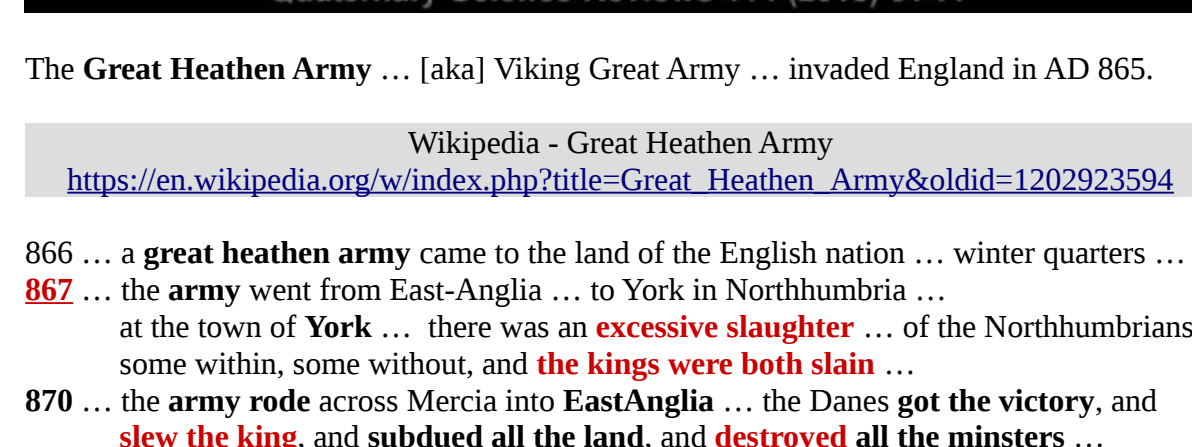 The Great Heathen Army … [aka] Viking Great Army … invaded England in AD 865.
Wikipedia - Great Heathen Army
https://en.wikipedia.org/w/index.php?title=Great_Heathen_Army&oldid=1202923594
866 … a great heathen army came to the land of the English nation … winter quarters …
867 … the army went from East-Anglia … to York in Northhumbria …
at the town of York … there was an excessive slaughter … of the Northhumbrians
some within, some without, and the kings were both slain …
870 … the army rode across Mercia into EastAnglia … the Danes got the victory, and
slew the king, and subdued all the land, and destroyed all the minsters …